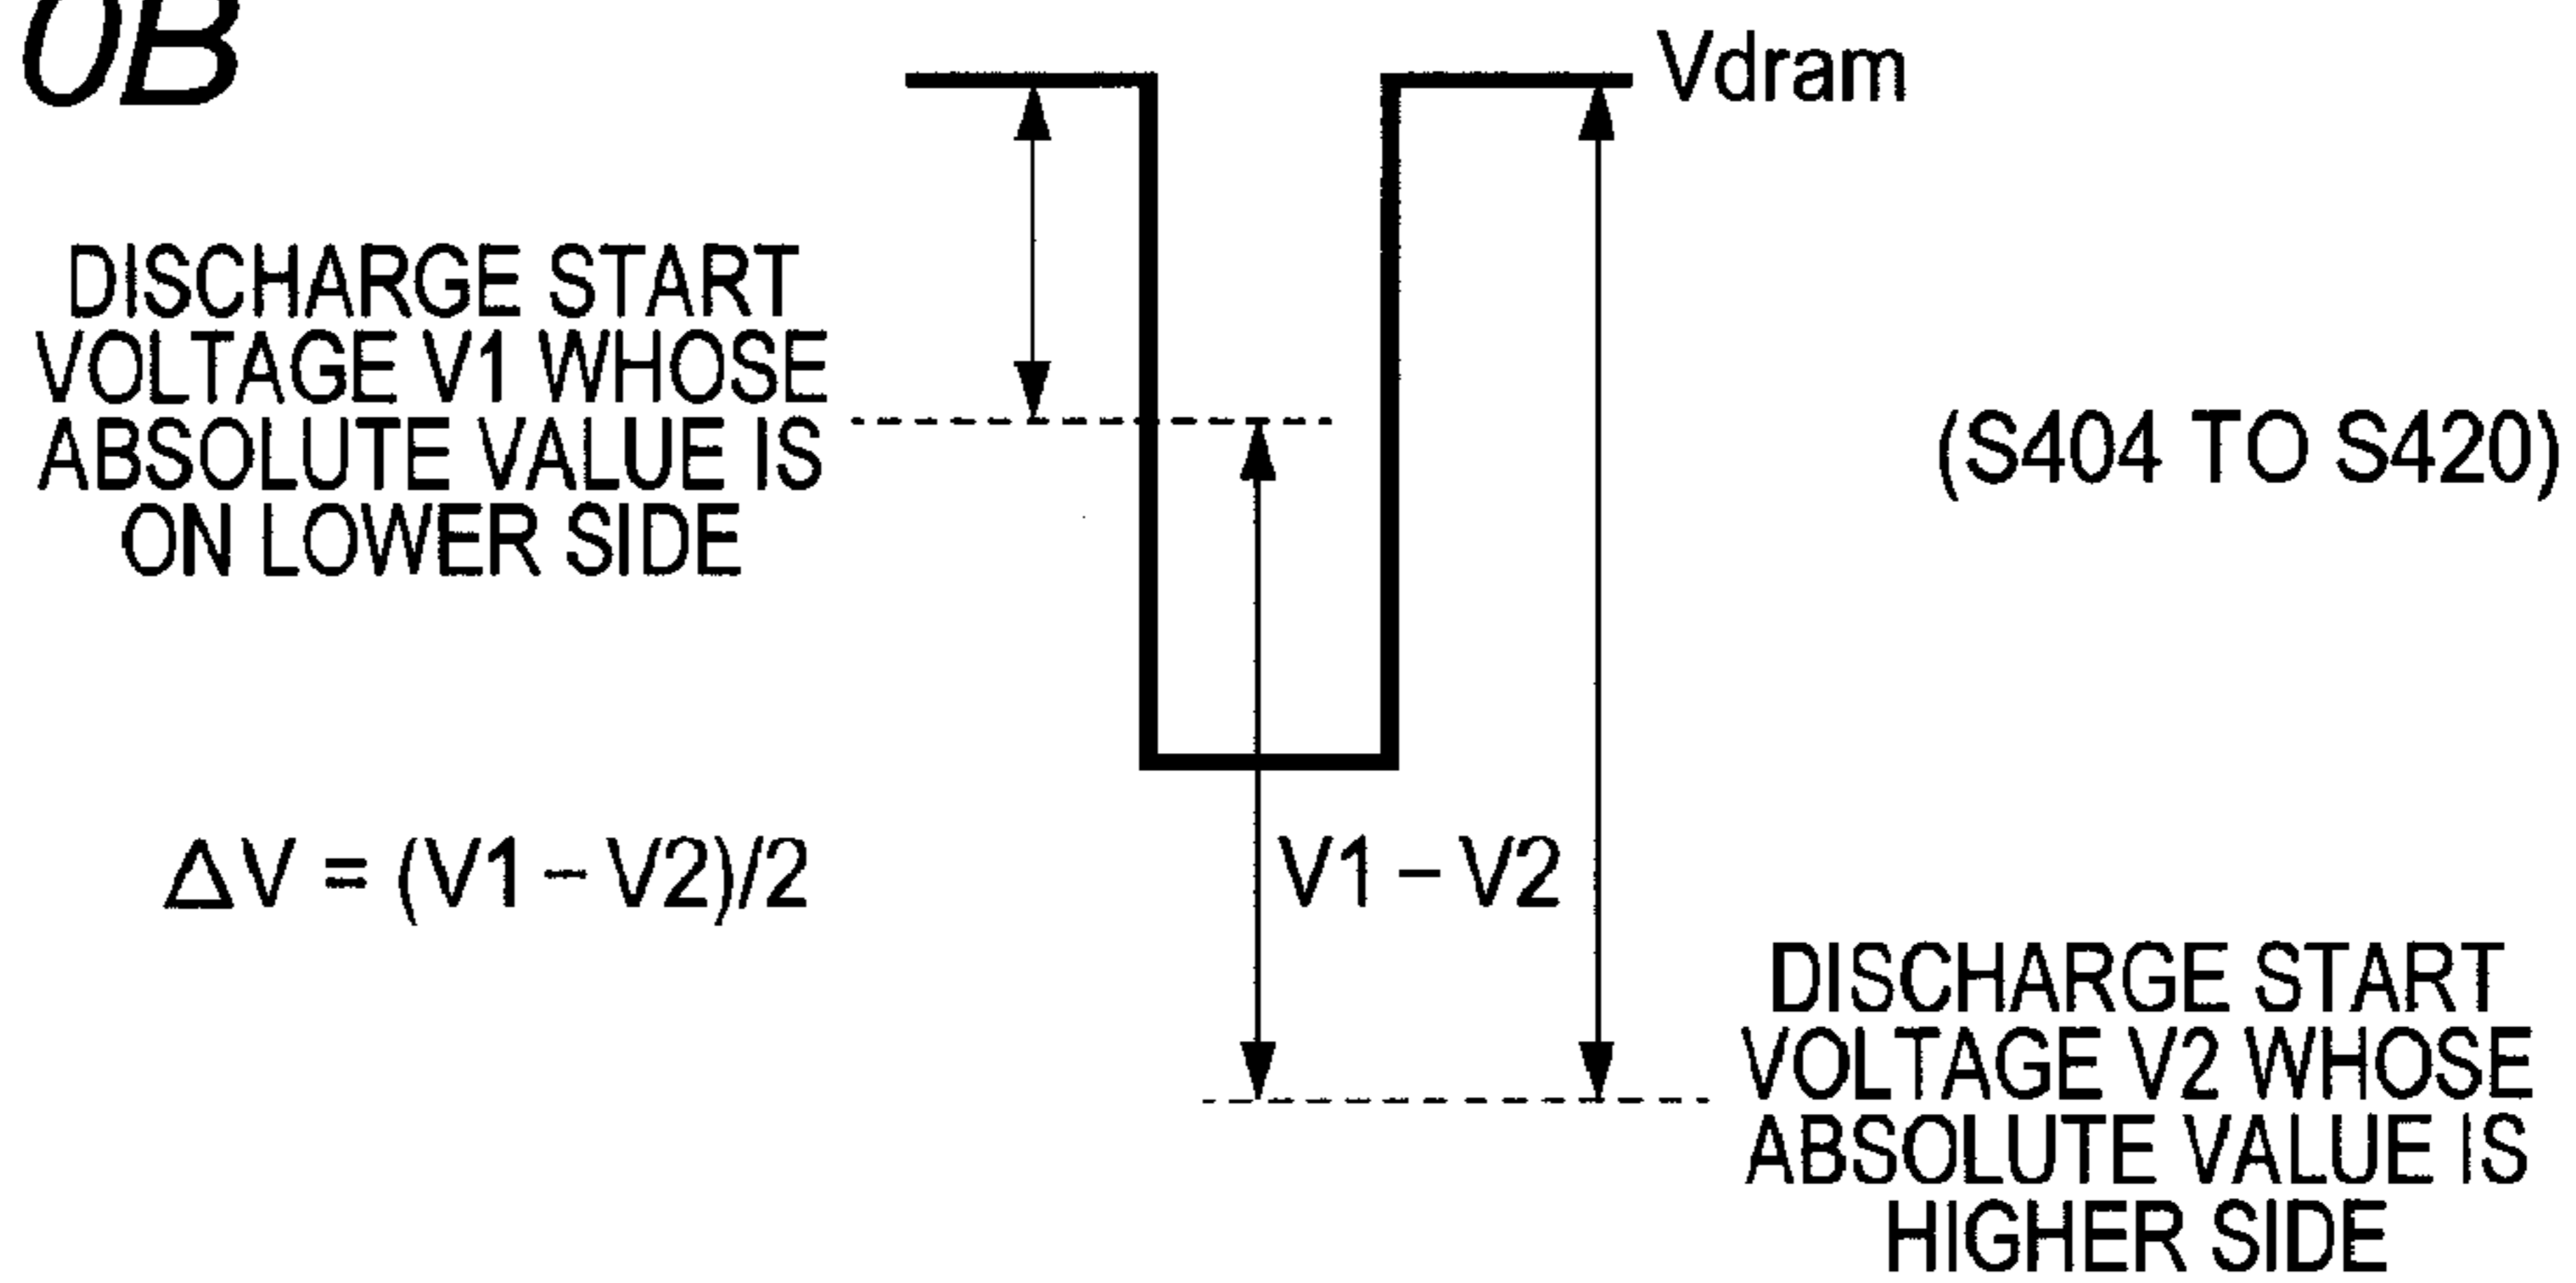 0B
Vdram
DISCHARGE START
VOLTAGE V1 WHOSE
ABSOLUTE VALUE IS
ON LOWER SIDE
(S404 TO S420)
ΔV = (V1 – V2)/2
V1 – V2
DISCHARGE START
VOLTAGE V2 WHOSE
ABSOLUTE VALUE IS
HIGHER SIDE